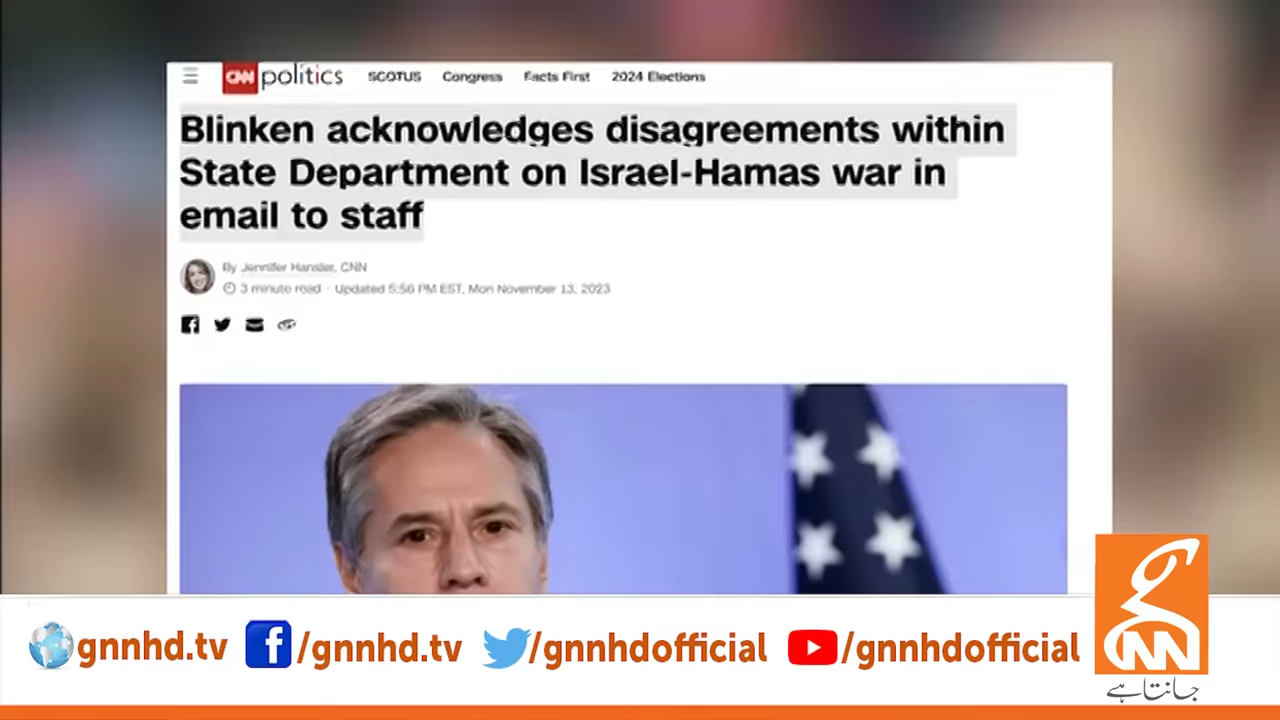 CNN politics SCOTUS Congress Facts First 2024 Elections
Blinken acknowledges disagreements within
State Department on Israel-Hamas war in
email to staff
By Jennifer Hansler, CNN
3 minute read · Updated 5:56 PM EST, Mon November 13, 2023
gnnhd.tv /gnnhd.tv /gnnhdofficial /gnnhdofficial
GNN
جانتا ہے